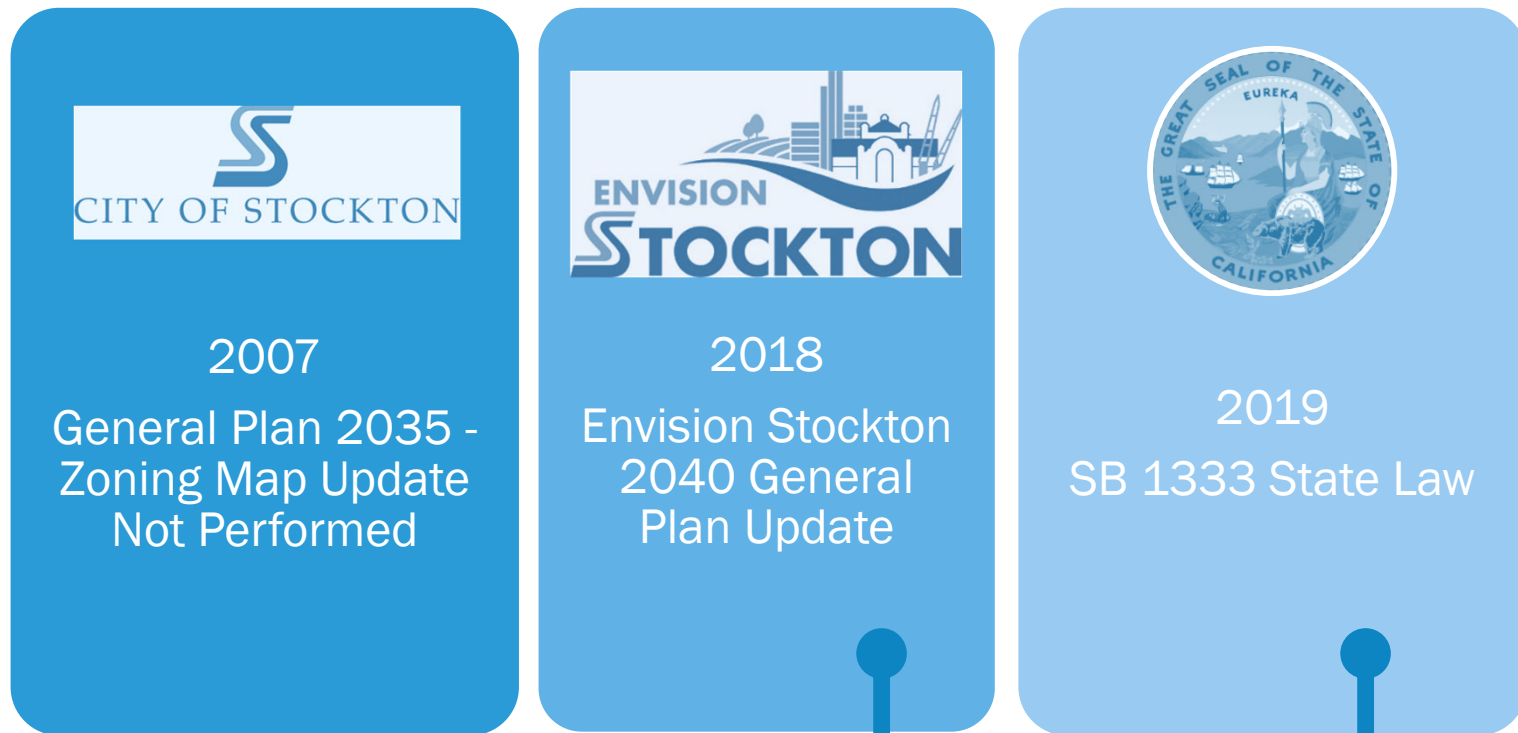 CITY OF STOCKTON
2007
General Plan 2035 -
Zoning Map Update
Not Performed
ENVISION
STOCKTON
2018
Envision Stockton
2040 General
Plan Update
THE GREAT SEAL OF THE STATE OF CALIFORNIA
EUREKA
2019
SB 1333 State Law